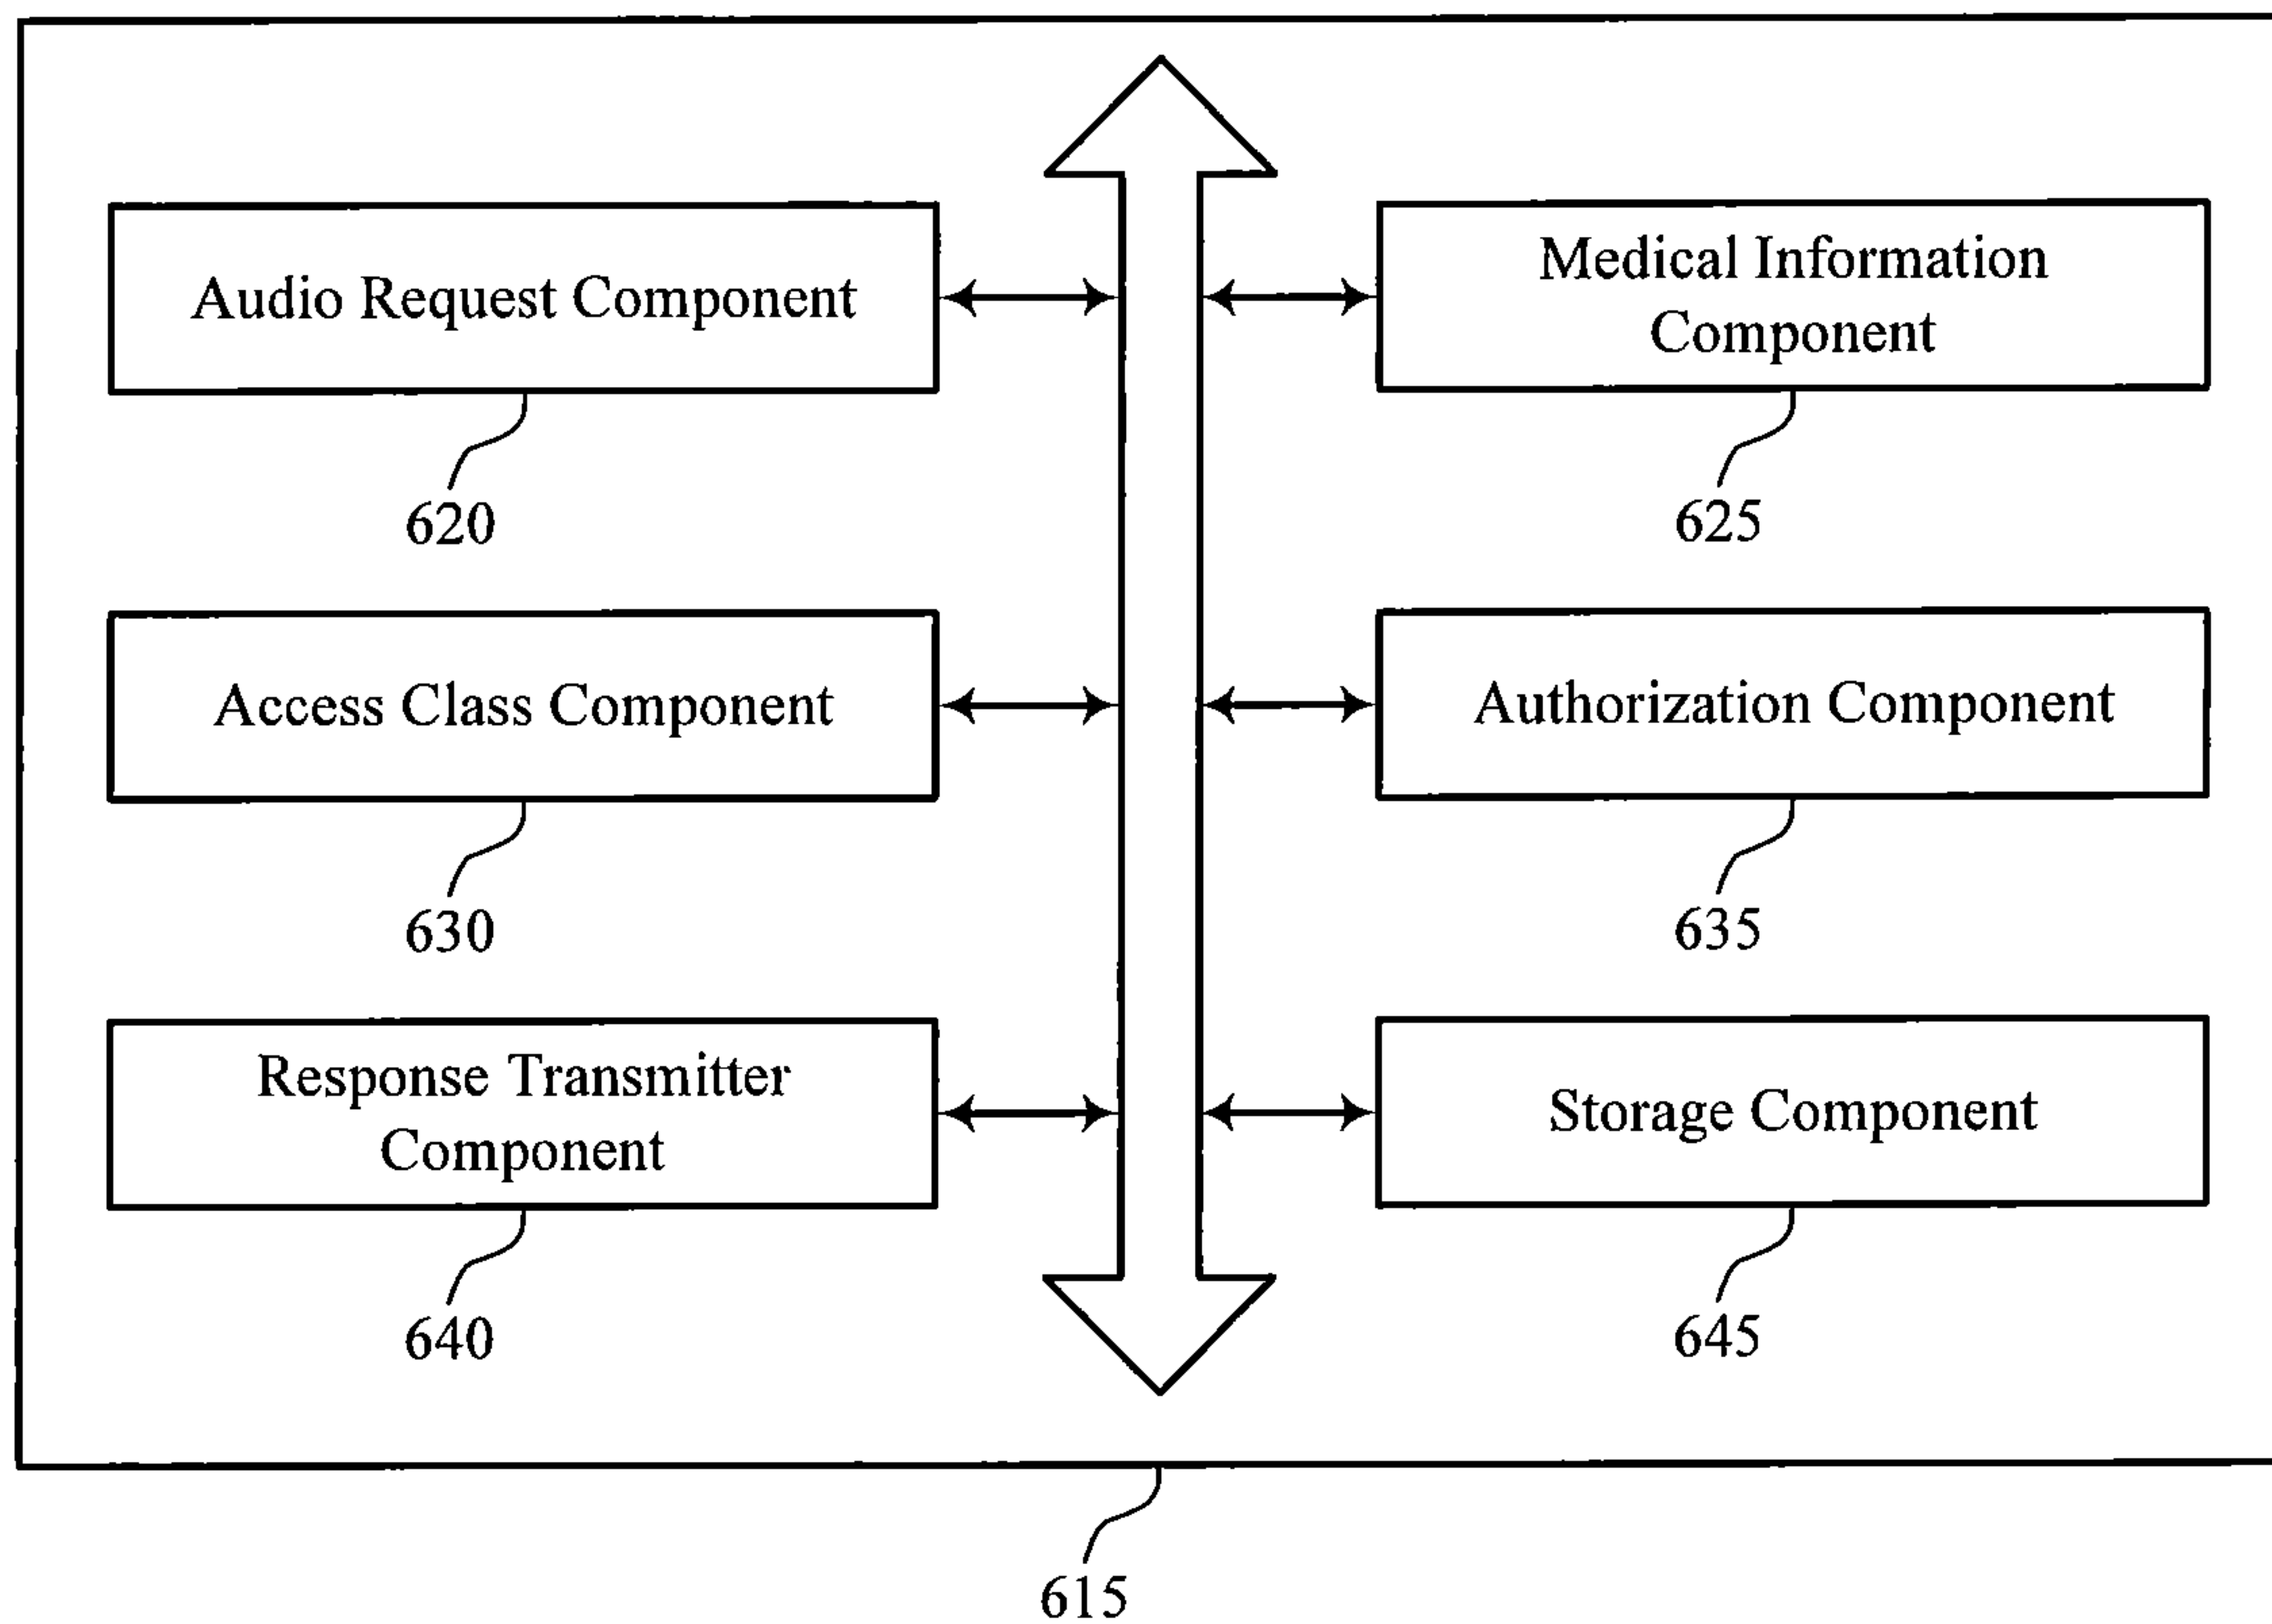 Audio Request Component
Medical Information
Component
620
625
Access Class Component
Authorization Component
630
635
Response Transmitter
Component
Storage Component
640
645
615